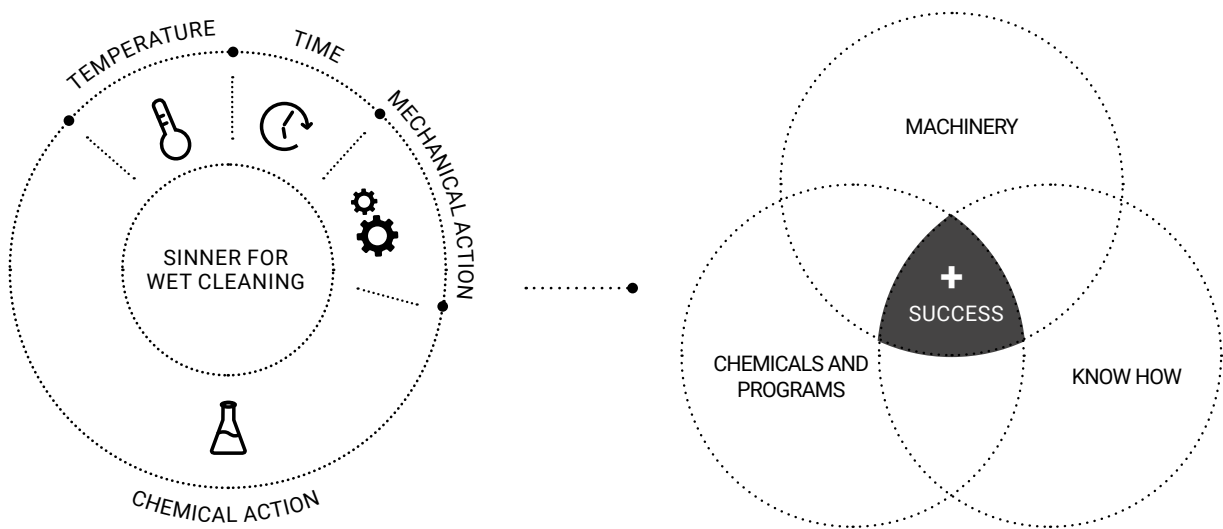 TEMPERATURE
TIME
MECHANICAL ACTION
SINNER FOR
WET CLEANING
CHEMICAL ACTION
MACHINERY
+
SUCCESS
CHEMICALS AND
PROGRAMS
KNOW HOW